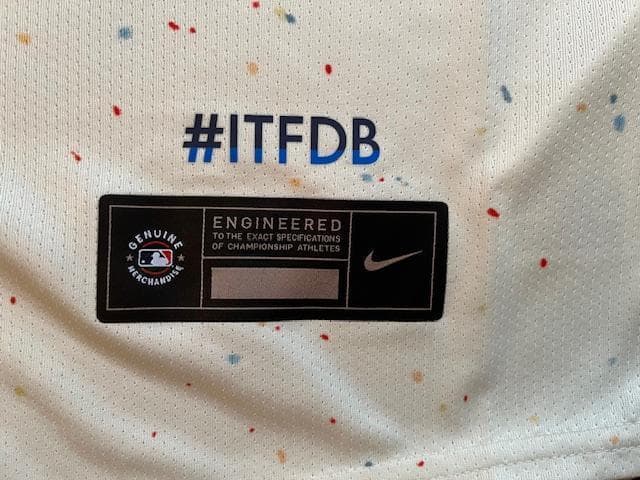 #ITFDB
GENUINE
MERCHANDISE
ENGINEERED
TO THE EXACT SPECIFICATIONS
OF CHAMPIONSHIP ATHLETES